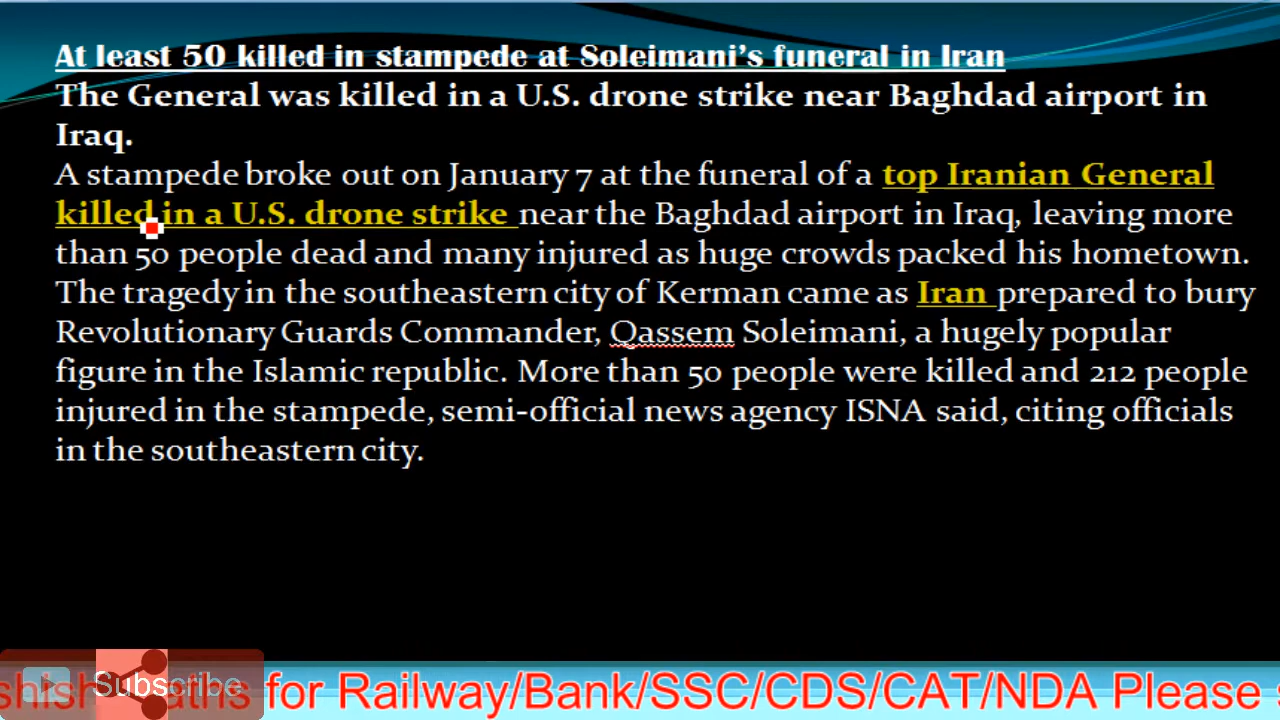 At least 50 killed in stampede at Soleimani's funeral in Iran
The General was killed in a U.S. drone strike near Baghdad airport in
Iraq.
A stampede broke out on January 7 at the funeral of a top Iranian General
killed in a U.S. drone strike near the Baghdad airport in Iraq, leaving more
than 50 people dead and many injured as huge crowds packed his hometown.
The tragedy in the southeastern city of Kerman came as Iran prepared to bury
Revolutionary Guards Commander, Qassem Soleimani, a hugely popular
figure in the Islamic republic. More than 50 people were killed and 212 people
injured in the stampede, semi-official news agency ISNA said, citing officials
in the southeastern city.
Subscribe
for Railway/Bank/SSC/CDS/CAT/NDA Please